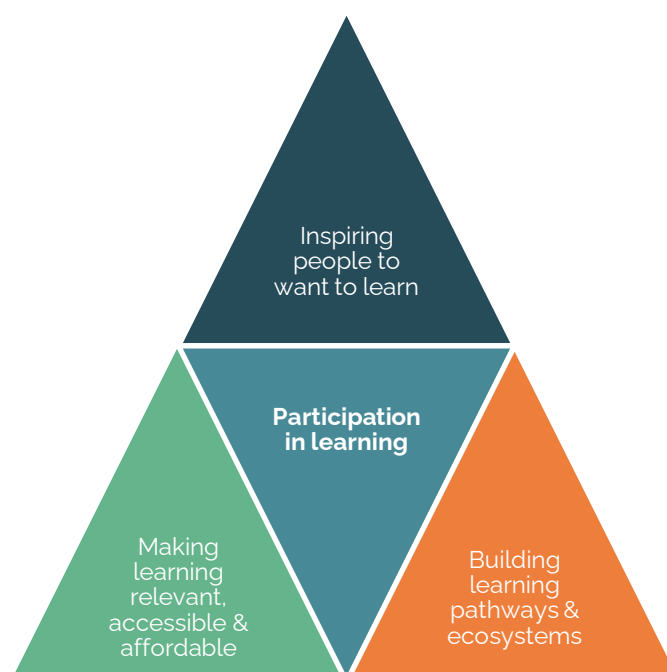 Inspiring
people to
want to learn
Participation
in learning
Making
learning
relevant,
accessible &
affordable
Building
learning
pathways &
ecosystems